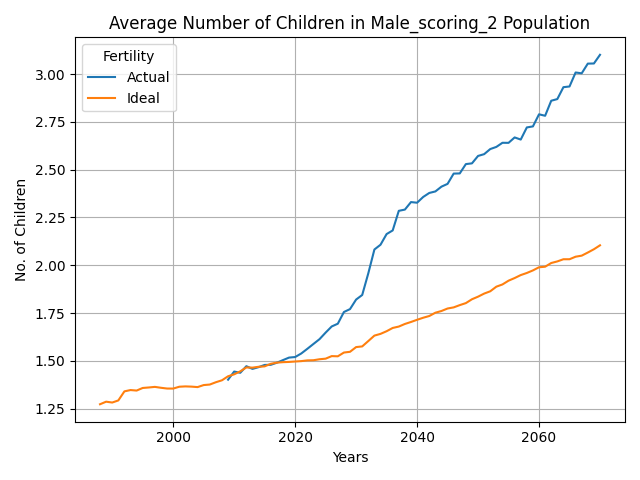 Average Number of Children in Male_scoring_2 Population
Fertility
Actual
Ideal
No. of Children
3.00
2.75
2.50
2.25
2.00
1.75
1.50
1.25
2000
2020
2040
2060
Years